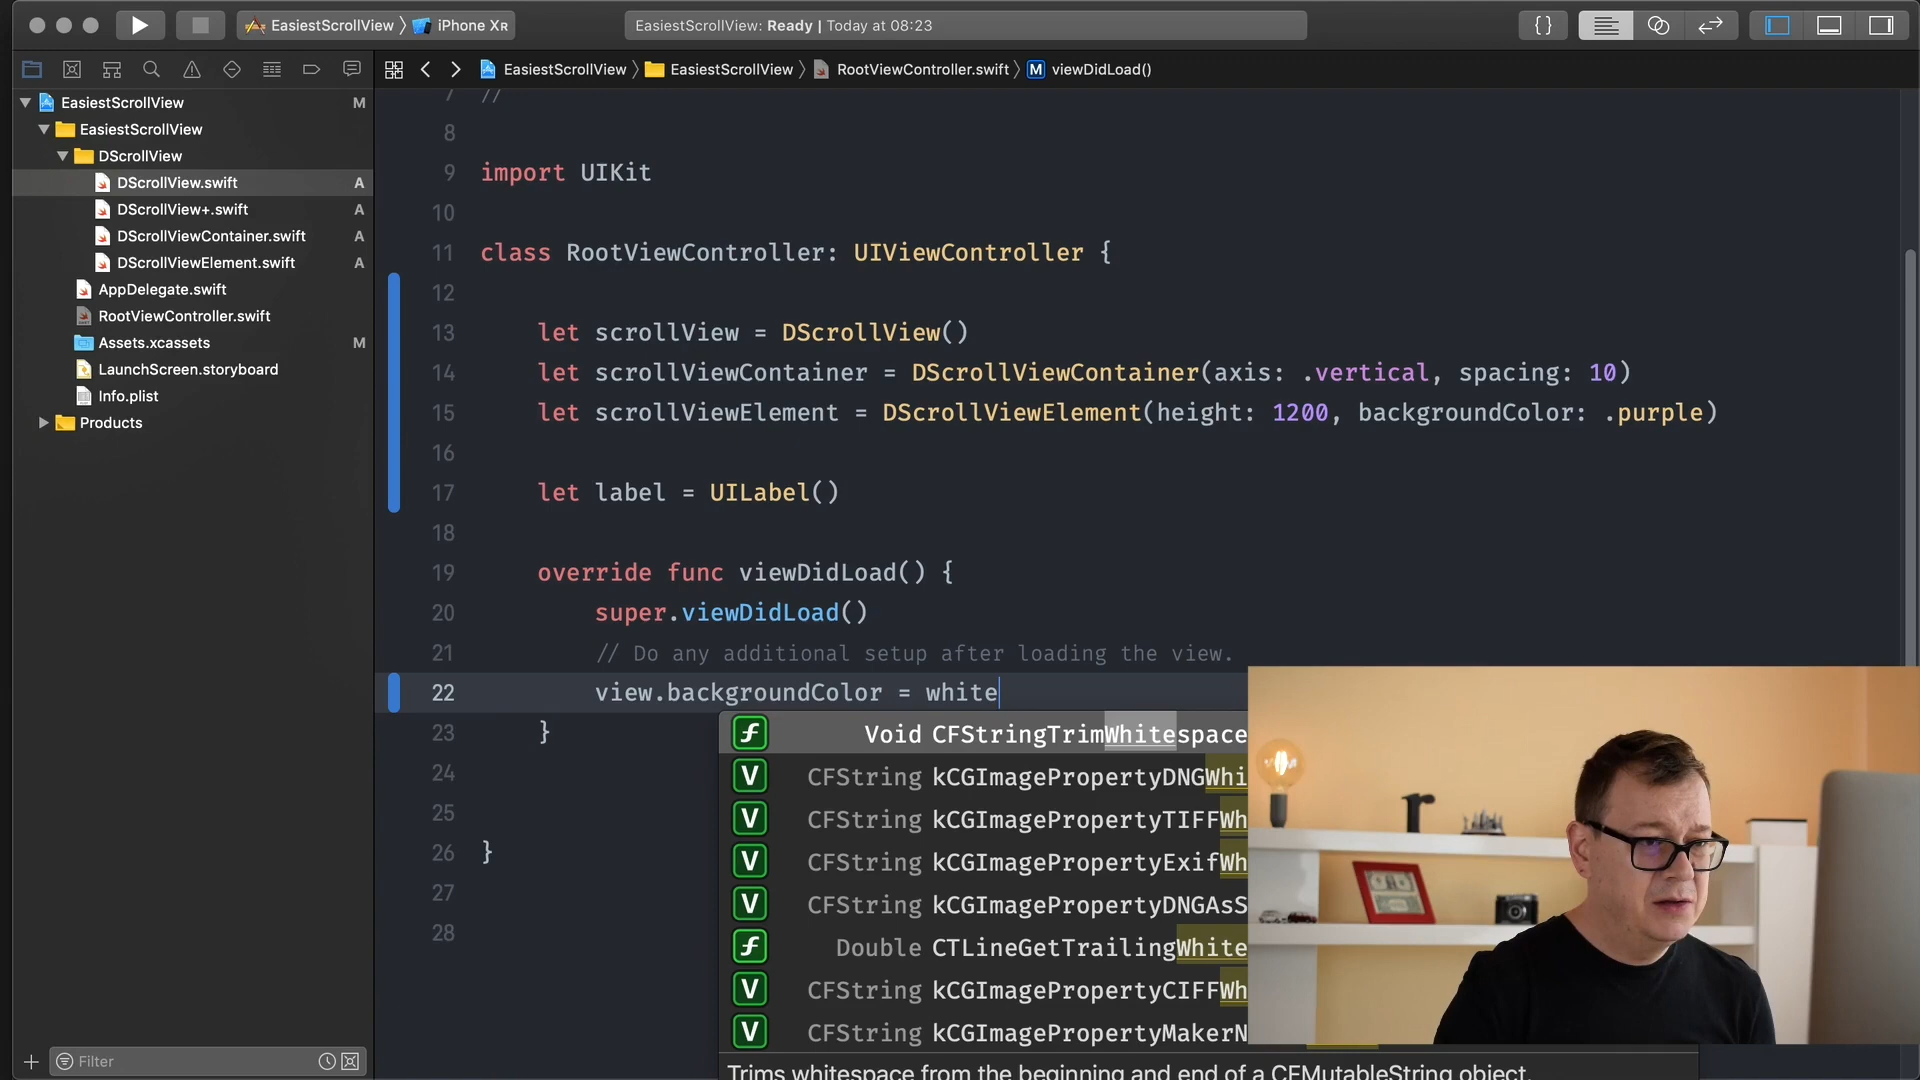 EasiestScrollView
iPhone XR
EasiestScrollView: Ready | Today at 08:23
EasiestScrollView
EasiestScrollView
RootViewController.swift
M
viewDidLoad()
EasiestScrollView
M
EasiestScrollView
DScrollView
DScrollView.swift
A
DScrollView+.swift
A
DScrollViewContainer.swift
A
DScrollViewElement.swift
A
AppDelegate.swift
RootViewController.swift
Assets.xcassets
M
LaunchScreen.storyboard
Info.plist
Products
Filter
7 //
8
9 import UIKit
10
11 class RootViewController: UIViewController {
12
13 let scrollView = DScrollView()
14 let scrollViewContainer = DScrollViewContainer(axis: .vertical, spacing: 10)
15 let scrollViewElement = DScrollViewElement(height: 1200, backgroundColor: .purple)
16
17 let label = UILabel()
18
19 override func viewDidLoad() {
20 super.viewDidLoad()
21 // Do any additional setup after loading the view.
22 view.backgroundColor = white
23 }
24
25
26 }
27
28
f Void CFStringTrimWhitespace
V CFString kCGImagePropertyDNGWhi
V CFString kCGImagePropertyTIFFWh
V CFString kCGImagePropertyExifWh
V CFString kCGImagePropertyDNGAsS
f Double CTLineGetTrailingWhite
V CFString kCGImagePropertyCIFFWh
V CFString kCGImagePropertyMakerN
Trims whitespace from the beginning and end of a CFMutableString object.